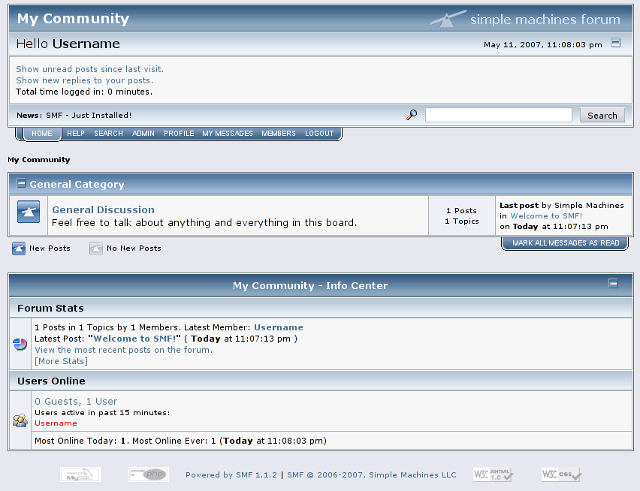 My Community
simple machines forum
Hello Username
May 11, 2007, 11:08:03 pm
Show unread posts since last visit.
Show new replies to your posts.
Total time logged in: 0 minutes.
News: SMF - Just Installed!
Search
HOME HELP SEARCH ADMIN PROFILE MY MESSAGES MEMBERS LOGOUT
My Community
General Category
General Discussion
Feel free to talk about anything and everything in this board.
1 Posts
1 Topics
Last post by Simple Machines
in Welcome to SMF!
on Today at 11:07:13 pm
New Posts No New Posts
MARK ALL MESSAGES AS READ
My Community - Info Center
Forum Stats
1 Posts in 1 Topics by 1 Members. Latest Member: Username
Latest Post: "Welcome to SMF!" ( Today at 11:07:13 pm )
View the most recent posts on the forum.
[More Stats]
Users Online
0 Guests, 1 User
Users active in past 15 minutes:
Username
Most Online Today: 1. Most Online Ever: 1 (Today at 11:08:03 pm)
MySQL
php
Powered by SMF 1.1.2 | SMF © 2006-2007, Simple Machines LLC
W3C XHTML 1.0
W3C CSS